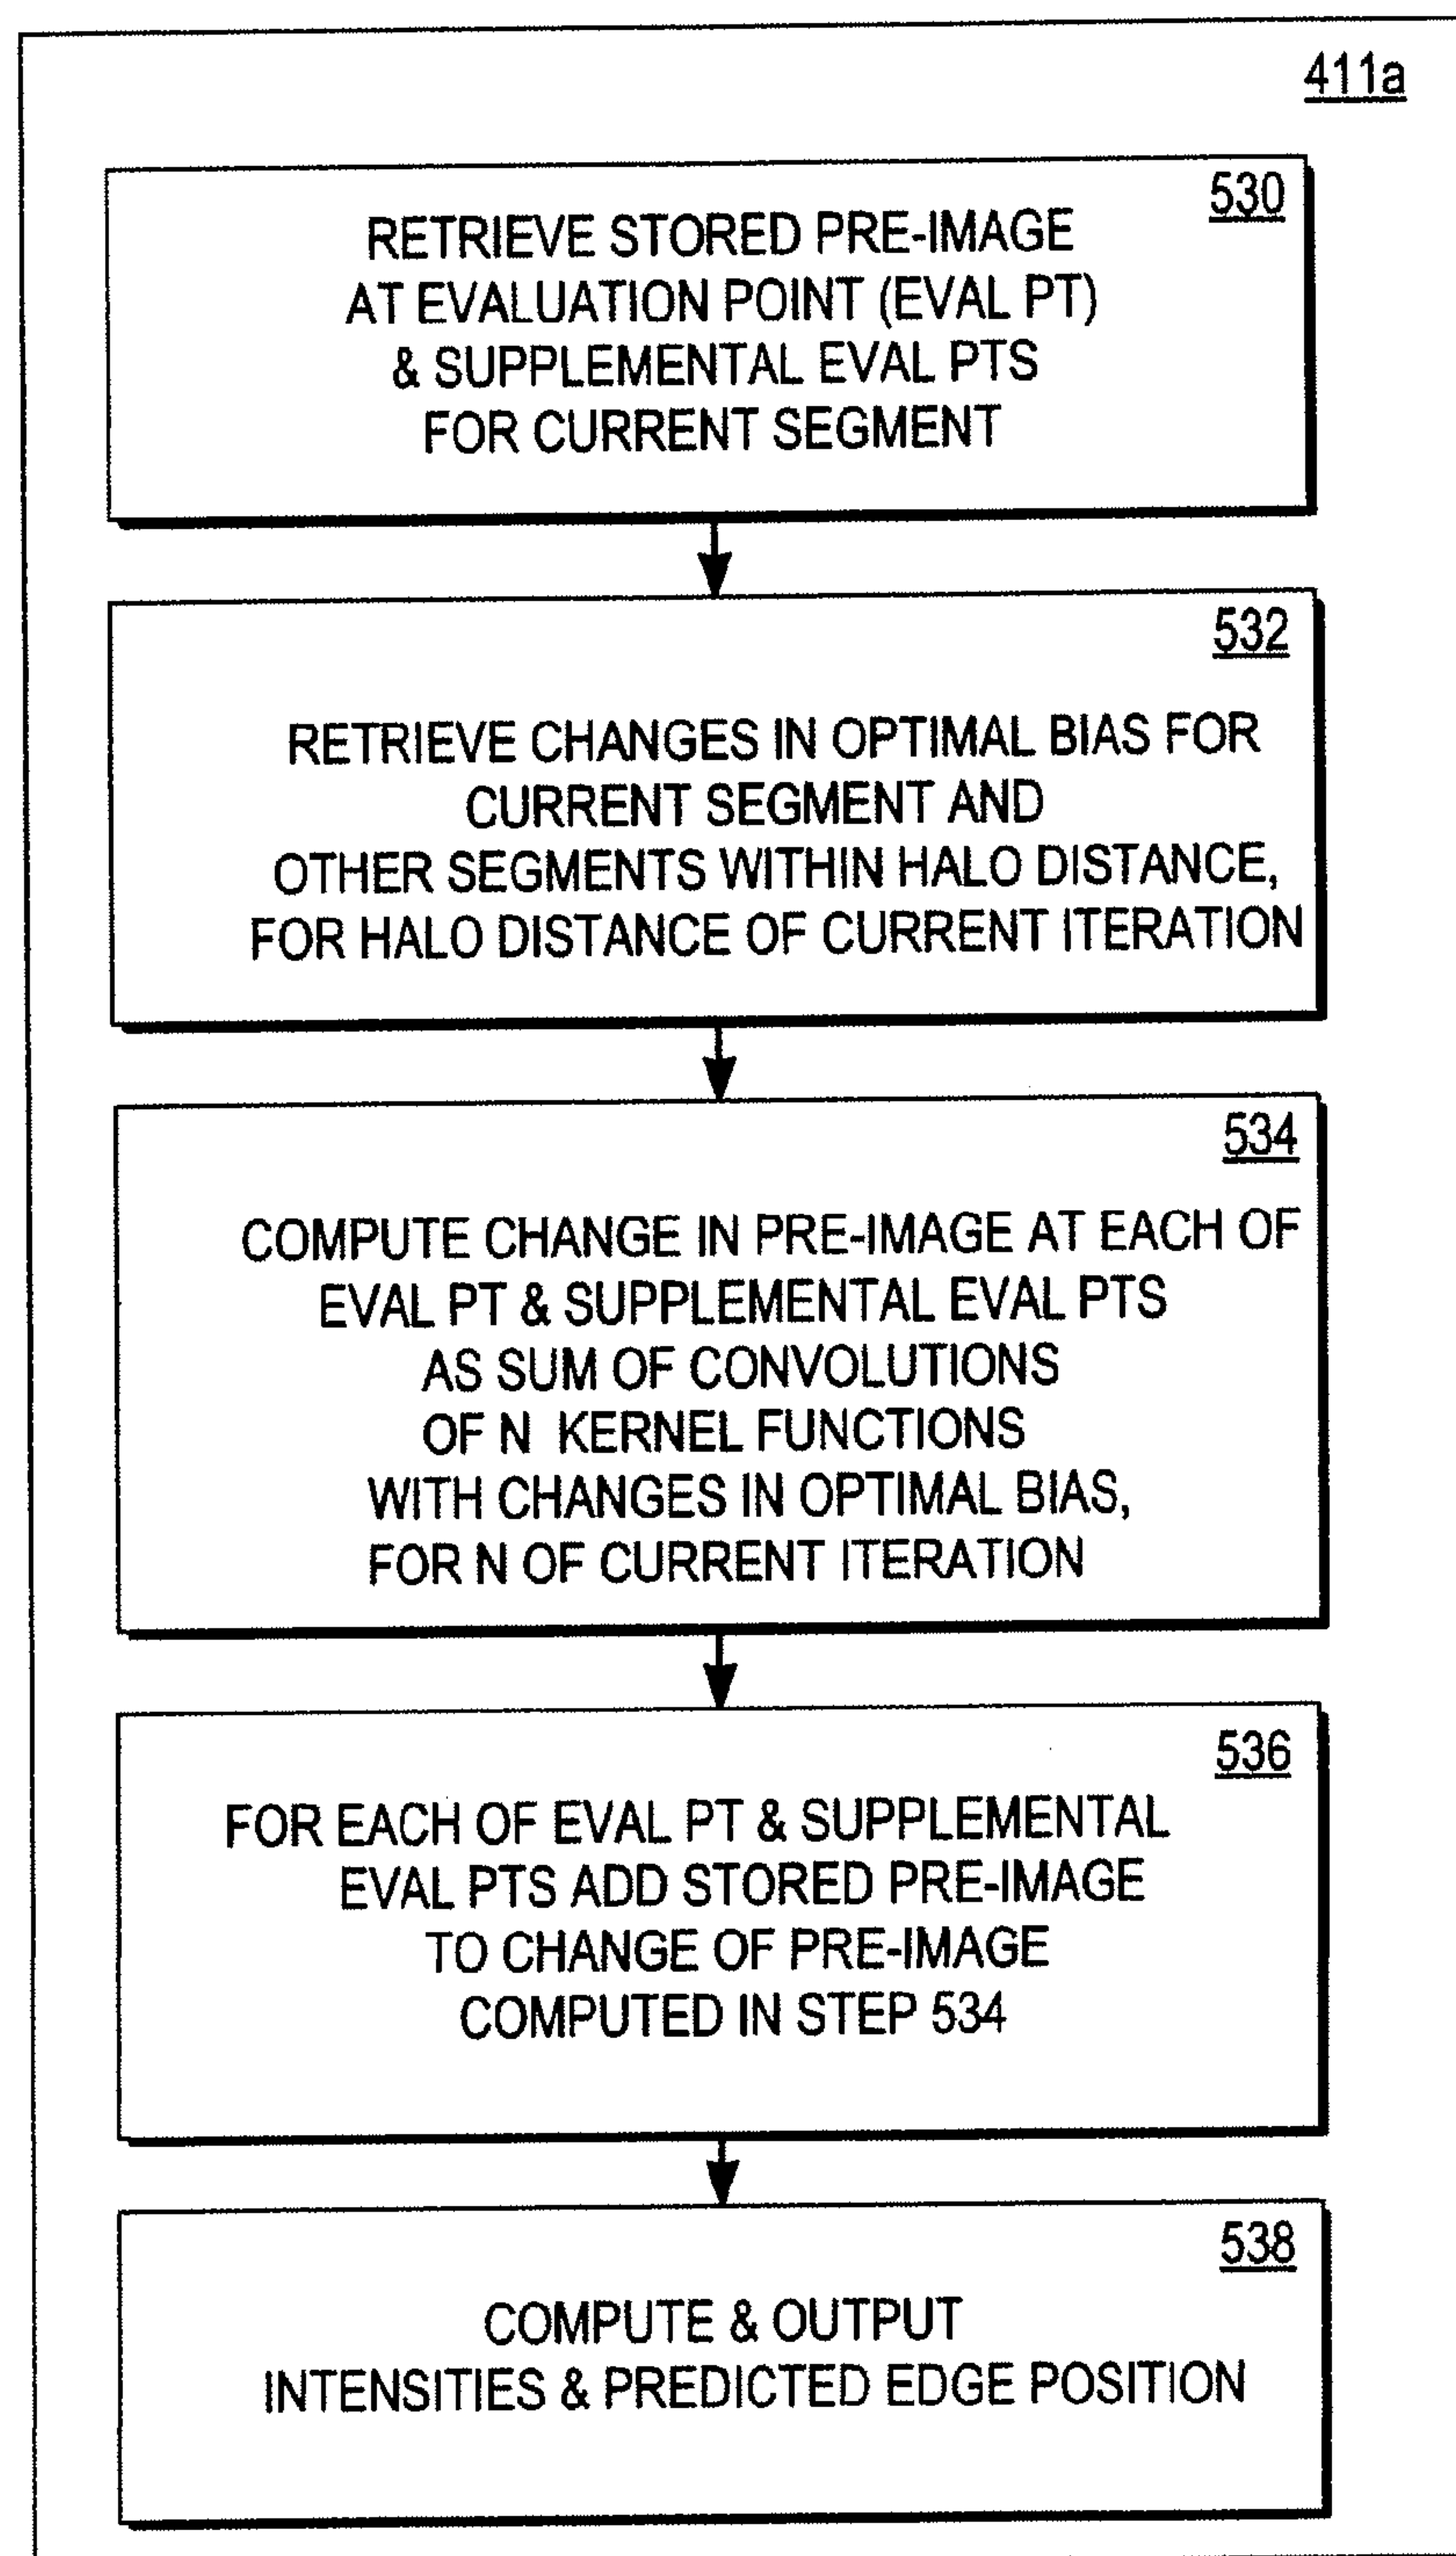 411a
530
RETRIEVE STORED PRE-IMAGE
AT EVALUATION POINT (EVAL PT)
& SUPPLEMENTAL EVAL PTS
FOR CURRENT SEGMENT
532
RETRIEVE CHANGES IN OPTIMAL BIAS FOR
CURRENT SEGMENT AND
OTHER SEGMENTS WITHIN HALO DISTANCE,
FOR HALO DISTANCE OF CURRENT ITERATION
534
COMPUTE CHANGE IN PRE-IMAGE AT EACH OF
EVAL PT & SUPPLEMENTAL EVAL PTS
AS SUM OF CONVOLUTIONS
OF N KERNEL FUNCTIONS
WITH CHANGES IN OPTIMAL BIAS,
FOR N OF CURRENT ITERATION
536
FOR EACH OF EVAL PT & SUPPLEMENTAL
EVAL PTS ADD STORED PRE-IMAGE
TO CHANGE OF PRE-IMAGE
COMPUTED IN STEP 534
538
COMPUTE & OUTPUT
INTENSITIES & PREDICTED EDGE POSITION